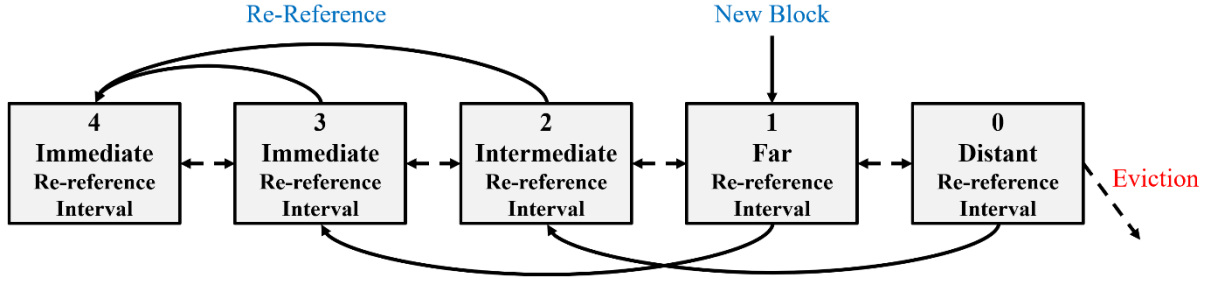 Re-Reference
New Block
4
Immediate
Re-reference
Interval
3
Immediate
Re-reference
Interval
2
Intermediate
Re-reference
Interval
1
Far
Re-reference
Interval
0
Distant
Re-reference
Interval
Eviction